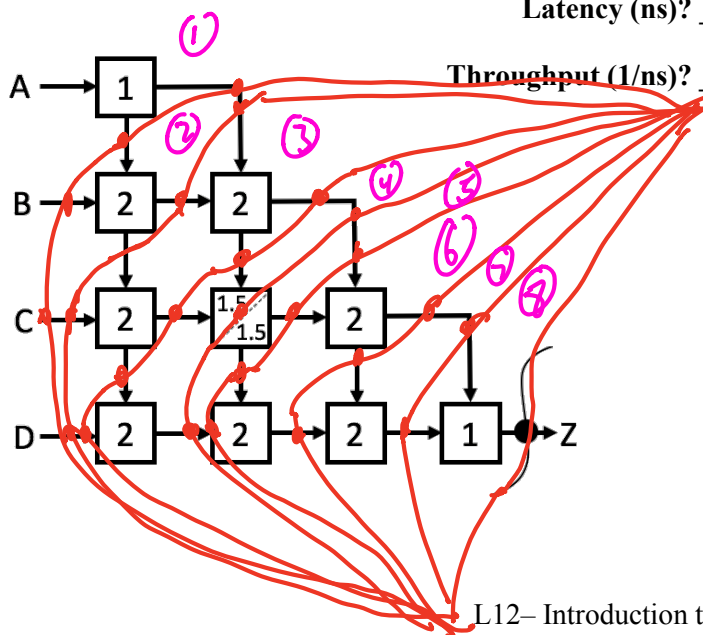 Latency (ns)? _
①
A 1
Throughput (1/ns)? _
② ③
B 2 2
④ ⑤
⑥ ⑦ ⑧
C 2 1.5 1.5 2
D 2 2 2 1 Z
L12– Introduction t